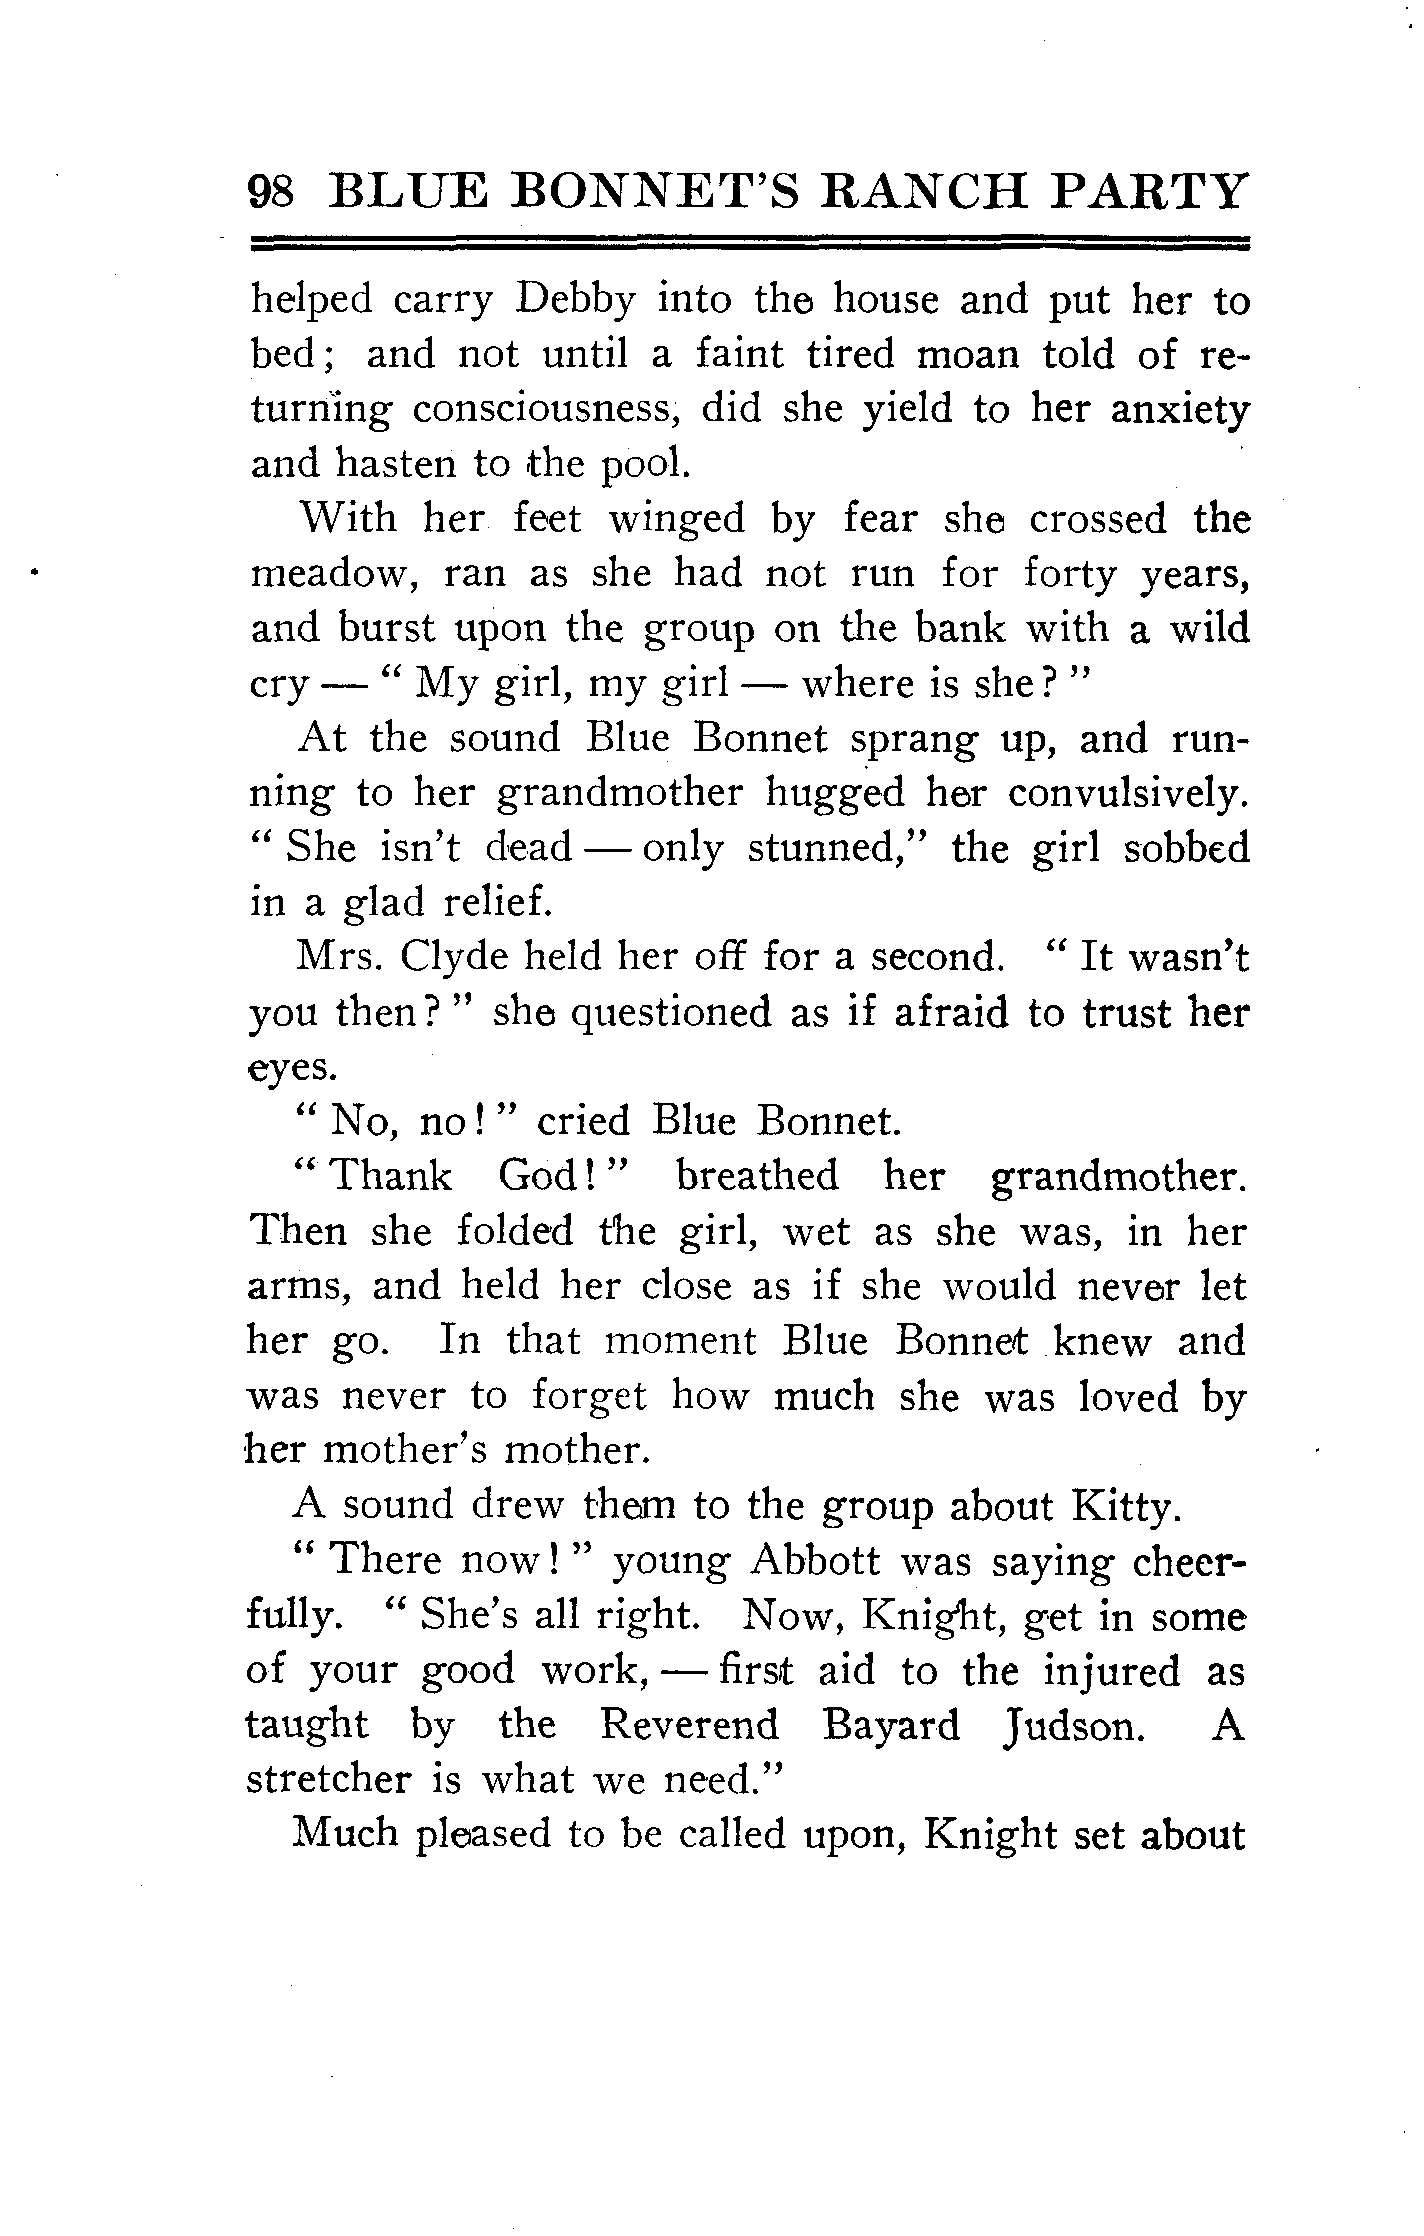 98 BLUE BONNET'S RANCH PARTY
helped carry Debby into the house and put her to
bed; and not until a faint tired moan told of re-
turning consciousness, did she yield to her anxiety
and hasten to the pool.
With her feet winged by fear she crossed the
meadow, ran as she had not run for forty years,
and burst upon the group on the bank with a wild
cry — " My girl, my girl — where is she? "
At the sound Blue Bonnet sprang up, and run-
ning to her grandmother hugged her convulsively.
" She isn't dead — only stunned," the girl sobbed
in a glad relief.
Mrs. Clyde held her off for a second. " It wasn't
you then? " she questioned as if afraid to trust her
eyes.
" No, no! " cried Blue Bonnet.
" Thank God! " breathed her grandmother.
Then she folded the girl, wet as she was, in her
arms, and held her close as if she would never let
her go. In that moment Blue Bonnet knew and
was never to forget how much she was loved by
her mother's mother.
A sound drew them to the group about Kitty.
" There now! " young Abbott was saying cheer-
fully. " She's all right. Now, Knight, get in some
of your good work, — first aid to the injured as
taught by the Reverend Bayard Judson. A
stretcher is what we need."
Much pleased to be called upon, Knight set about